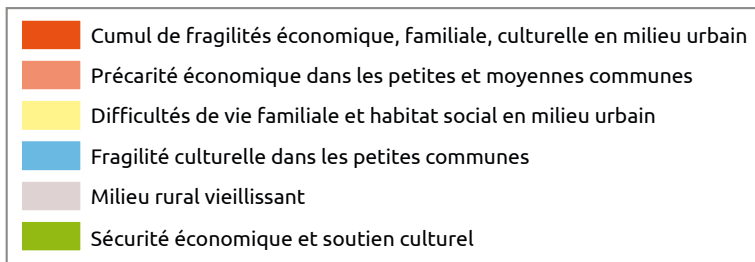 Cumul de fragilités économique, familiale, culturelle en milieu urbain
Précarité économique dans les petites et moyennes communes
Difficultés de vie familiale et habitat social en milieu urbain
Fragilité culturelle dans les petites communes
Milieu rural vieillissant
Sécurité économique et soutien culturel